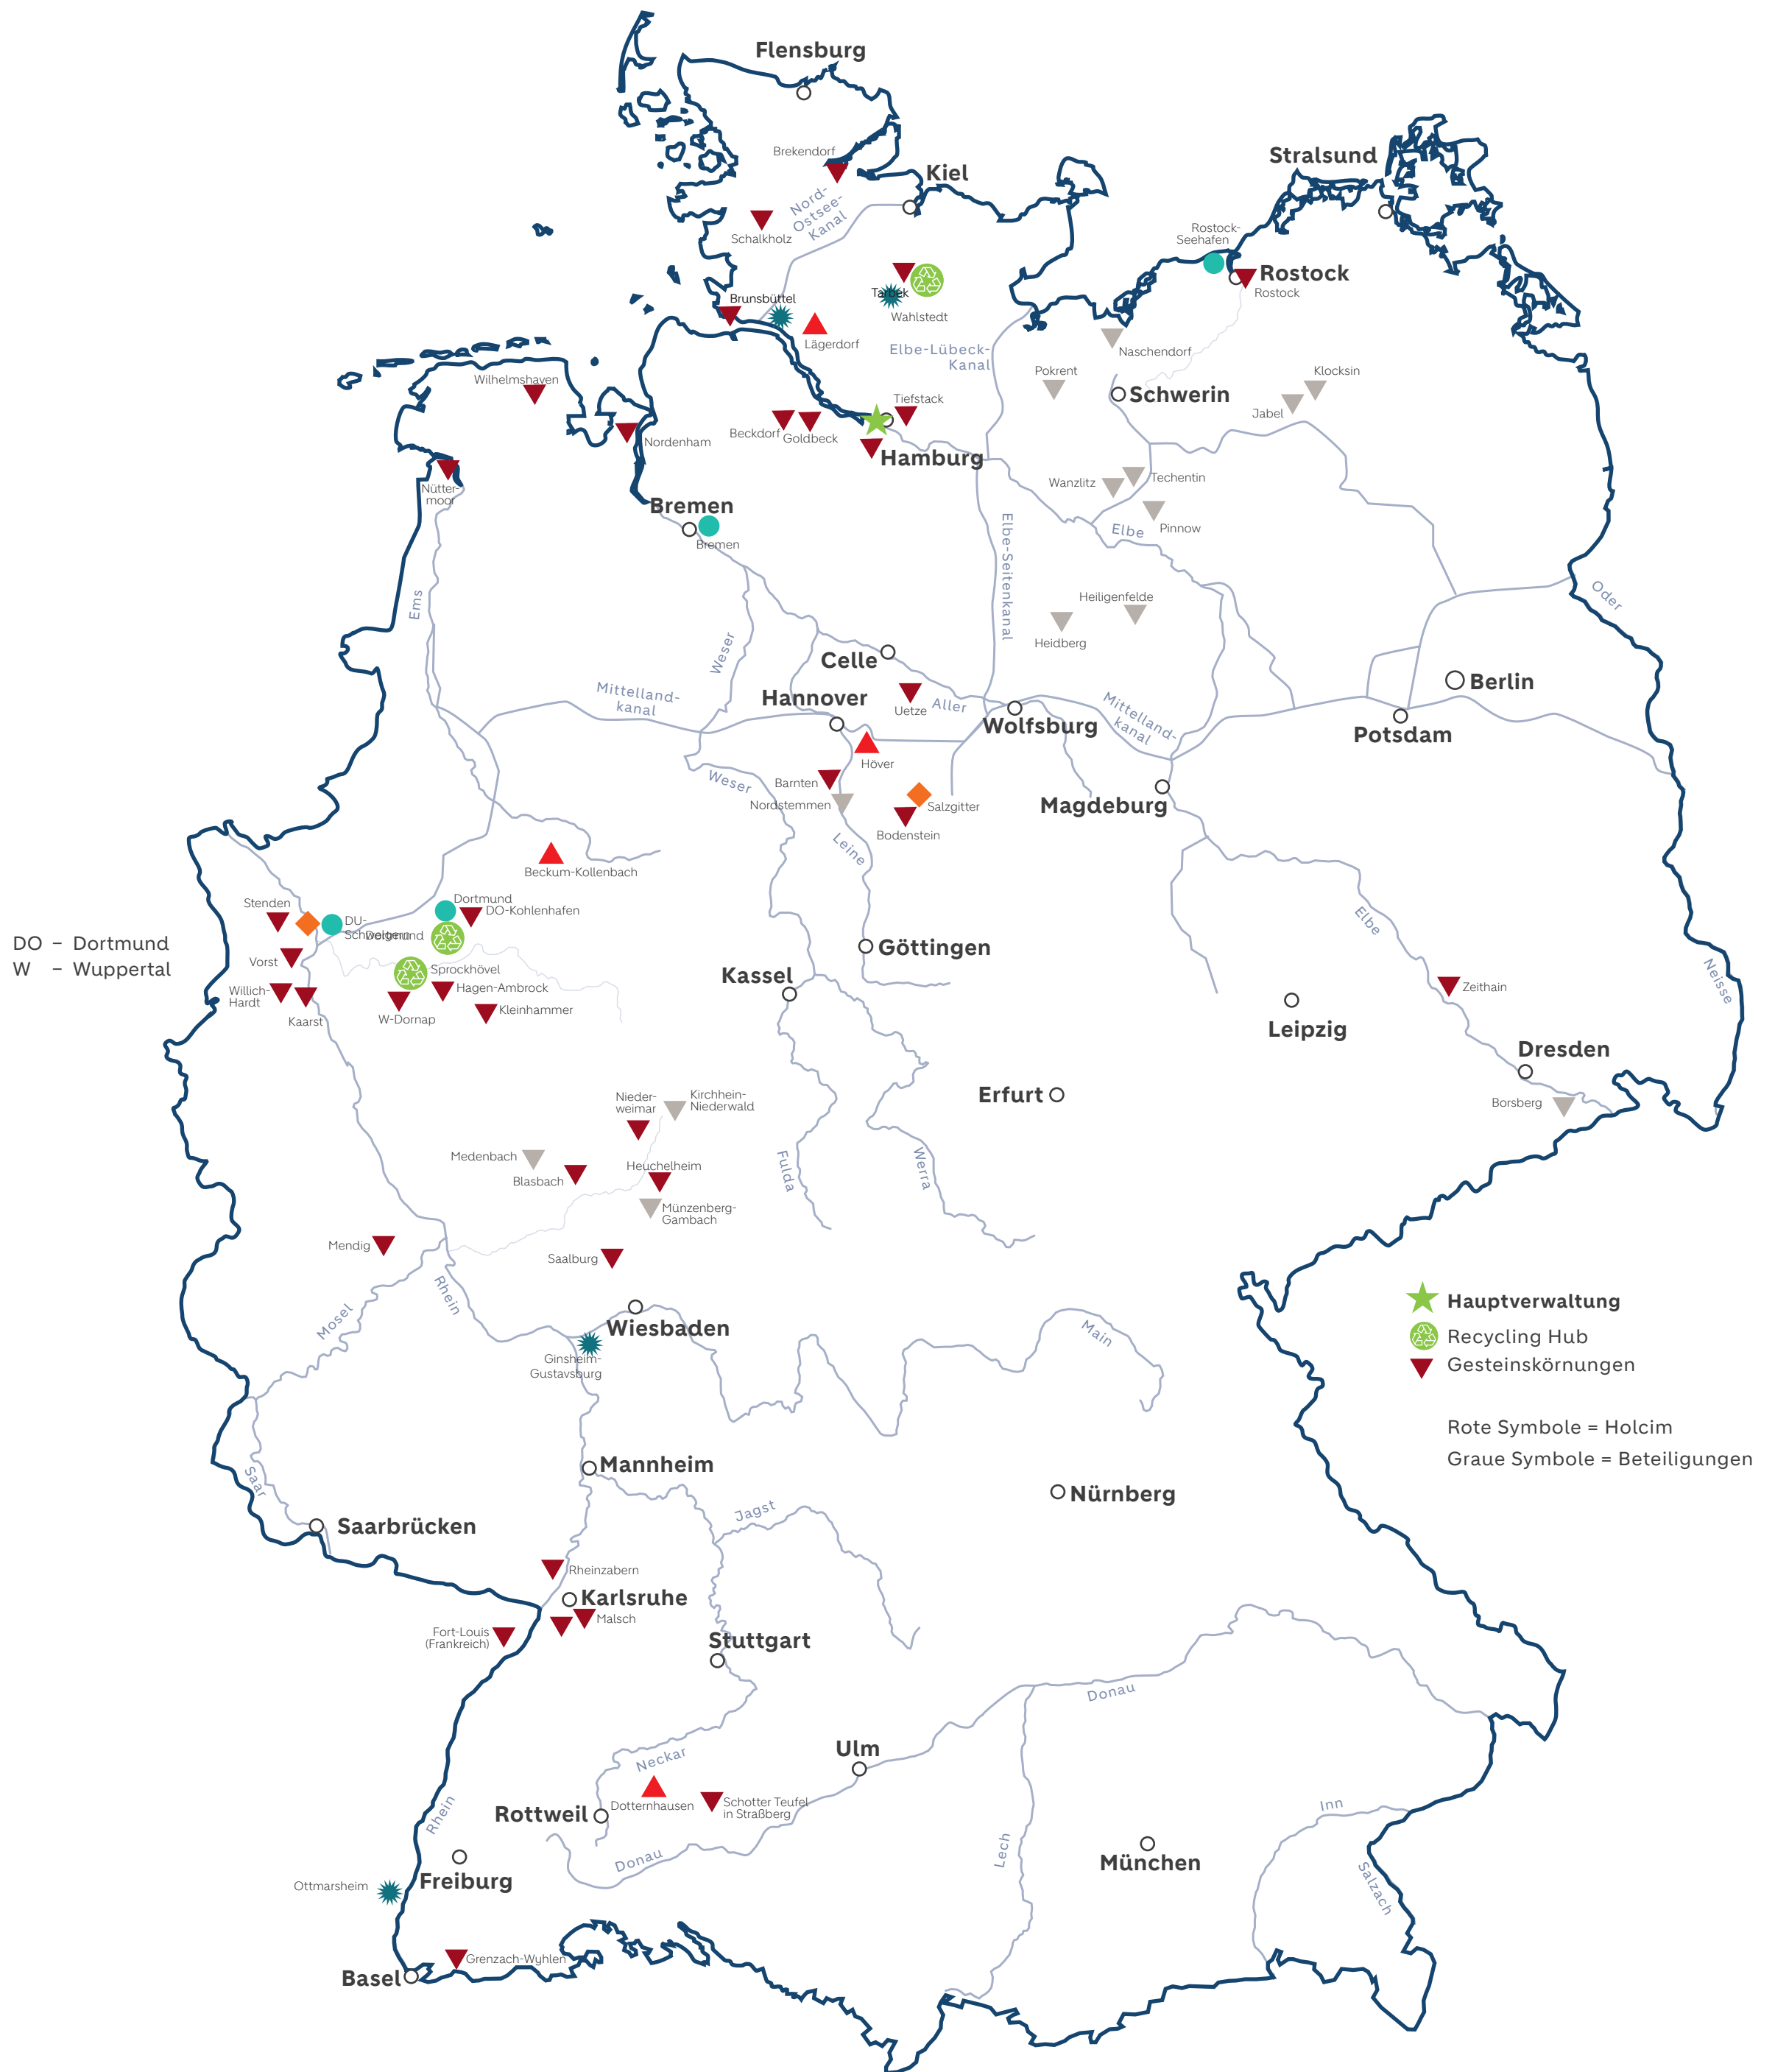 Flensburg
Brekendorf
Kiel
Stralsund
Nord-
Ostsee-
Kanal
Schalkholz
Rostock-
Seehafen
Rostock
Rostock
Tarbek
Brunsbüttel
Wahlstedt
Lägerdorf
Elbe-Lübeck-
Kanal
Naschendorf
Pokrent
Klocksin
Wilhelmshaven
Schwerin
Jabel
Tiefstack
Beckdorf
Goldbeck
Nordenham
Hamburg
Nütter-
moor
Wanzlitz
Techentin
Bremen
Bremen
Pinnow
Elbe
Elbe-Seitenkanal
Ems
Oder
Heiligenfelde
Heidberg
Weser
Celle
Berlin
Mittelland-
kanal
Hannover
Uetze
Aller
Wolfsburg
Mittelland-
kanal
Potsdam
Höver
Barnten
Weser
Nordstemmen
Salzgitter
Magdeburg
Bodenstein
Leine
Beckum-Kollenbach
Stenden
Dortmund
DO-Kohlenhafen
DU-
Schwelgern
Dortmund
DO – Dortmund
W – Wuppertal
Elbe
Göttingen
Vorst
Sprockhövel
Kassel
Neisse
Willich-
Hardt
Hagen-Ambrock
Zeithain
Kaarst
W-Dornap
Kleinhammer
Leipzig
Dresden
Nieder-
weimar
Kirchhein-
Niederwald
Erfurt
Borsberg
Medenbach
Heuchelheim
Blasbach
Fulda
Werra
Münzenberg-
Gambach
Mendig
Saalburg
Rhein
Mosel
Hauptverwaltung
Wiesbaden
Main
Recycling Hub
Ginsheim-
Gustavsburg
Gesteinskörnungen
Rote Symbole = Holcim
Graue Symbole = Beteiligungen
Mannheim
Saar
Nürnberg
Jagst
Saarbrücken
Rheinzabern
Karlsruhe
Malsch
Fort-Louis
(Frankreich)
Stuttgart
Donau
Ulm
Neckar
Dotternhausen
Schotter Teufel
in Straßberg
Rottweil
Rhein
Inn
Lech
Donau
München
Freiburg
Ottmarsheim
Salzach
Grenzach-Wyhlen
Basel